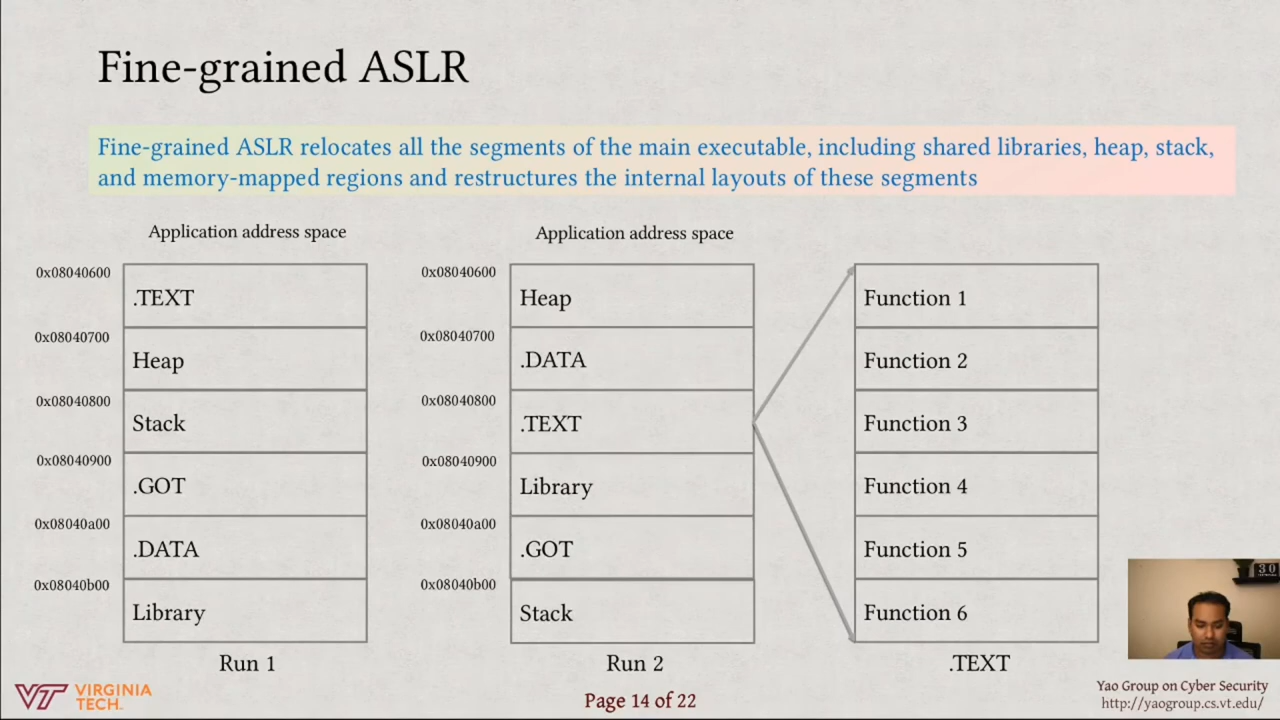 Fine-grained ASLR
Fine-grained ASLR relocates all the segments of the main executable, including shared libraries, heap, stack,
and memory-mapped regions and restructures the internal layouts of these segments
Application address space
0x08040600
.TEXT
0x08040700
Heap
0x08040800
Stack
0x08040900
.GOT
0x08040a00
.DATA
0x08040b00
Library
Run 1
Application address space
0x08040600
Heap
0x08040700
.DATA
0x08040800
.TEXT
0x08040900
Library
0x08040a00
.GOT
0x08040b00
Stack
Run 2
Function 1
Function 2
Function 3
Function 4
Function 5
Function 6
.TEXT
30
VT VIRGINIA
TECH.
Page 14 of 22
Yao Group on Cyber Security
http://yaogroup.cs.vt.edu/